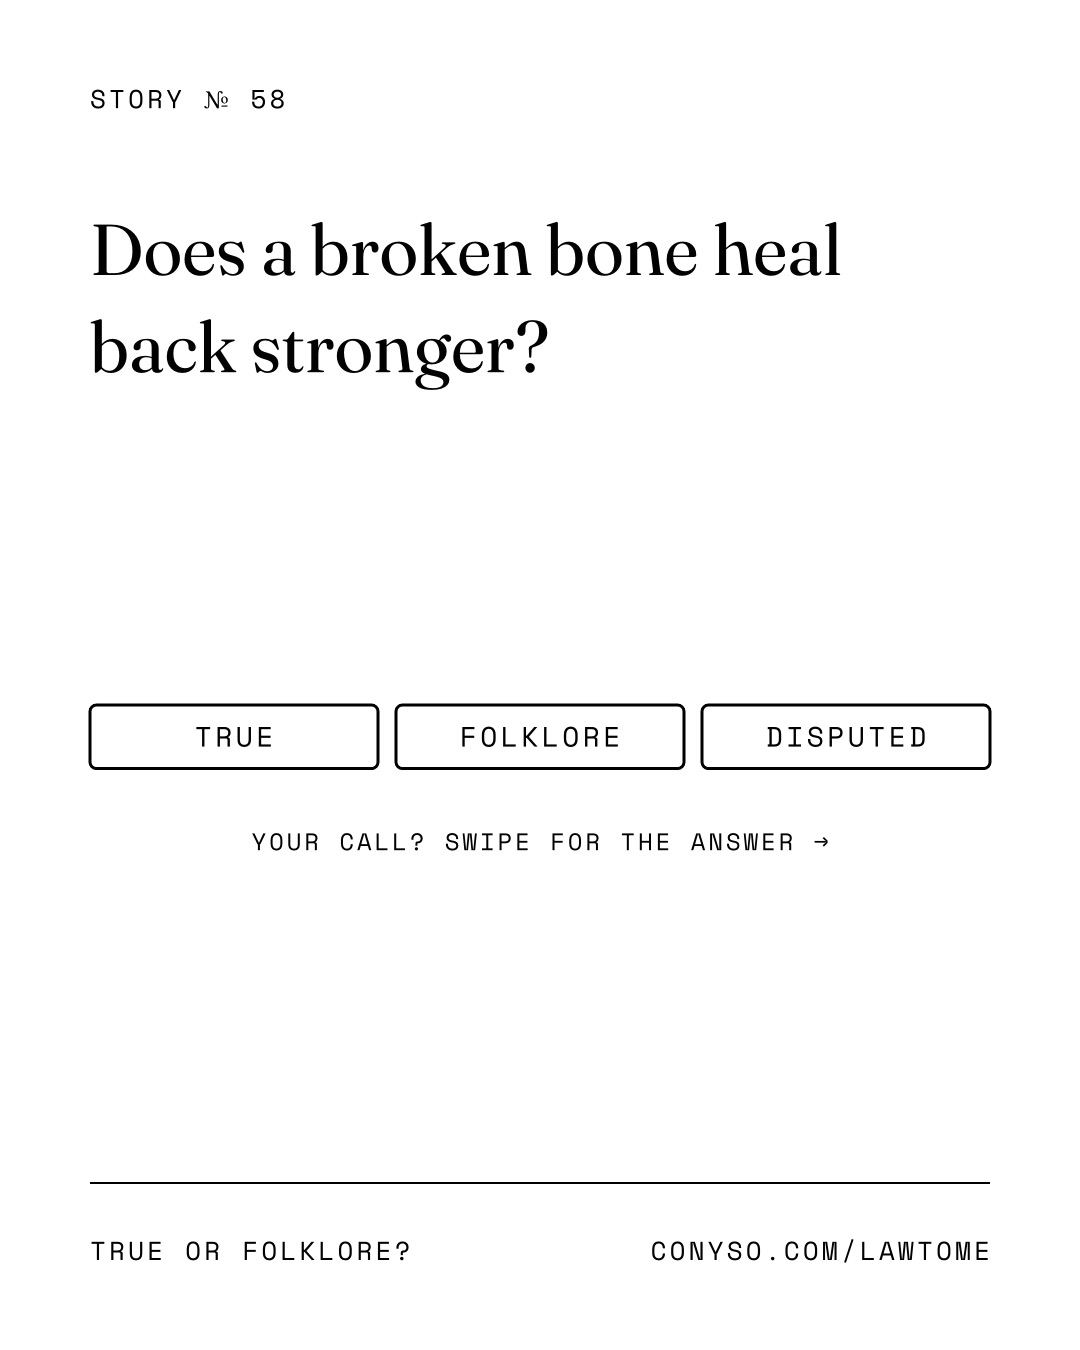 STORY № 58
Does a broken bone heal
back stronger?
TRUE
FOLKLORE
DISPUTED
YOUR CALL? SWIPE FOR THE ANSWER →
TRUE OR FOLKLORE?
CONYSO.COM/LAWTOME